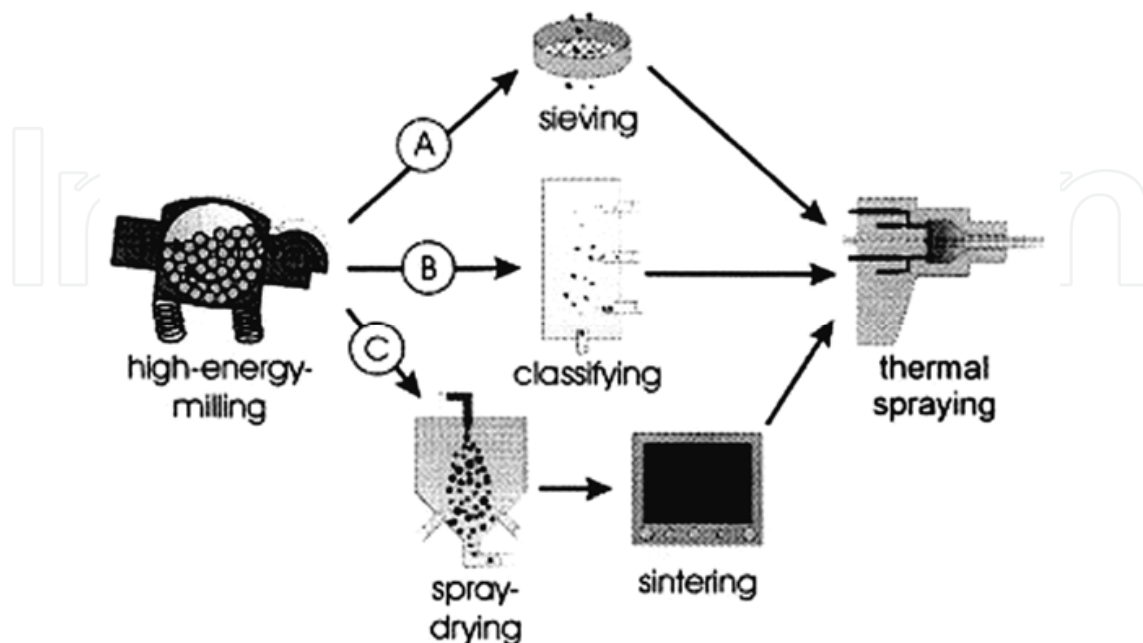 sieving
A
high-energy-
milling
B
classifying
C
spray-
drying
sintering
thermal
spraying